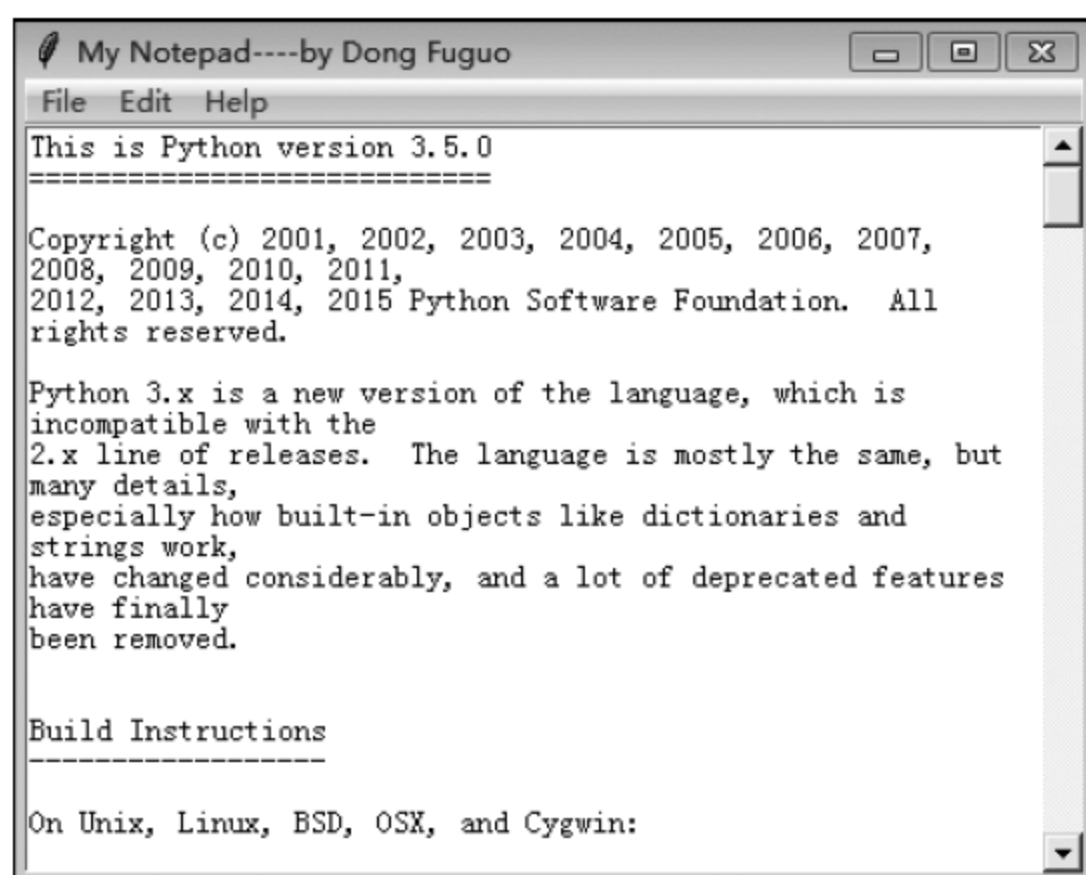 My Notepad----by Dong Fuguo
File Edit Help
This is Python version 3.5.0
============================
Copyright (c) 2001, 2002, 2003, 2004, 2005, 2006, 2007,
2008, 2009, 2010, 2011,
2012, 2013, 2014, 2015 Python Software Foundation.  All
rights reserved.
Python 3.x is a new version of the language, which is
incompatible with the
2.x line of releases.  The language is mostly the same, but
many details,
especially how built-in objects like dictionaries and
strings work,
have changed considerably, and a lot of deprecated features
have finally
been removed.
Build Instructions
------------------
On Unix, Linux, BSD, OSX, and Cygwin: